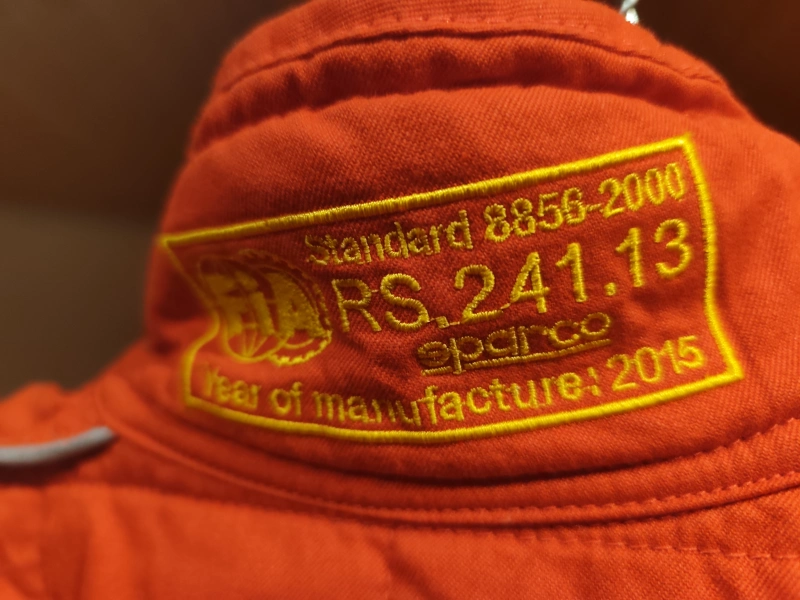 Standard 8856-2000
FiA
RS.241.13
sparco
Year of manufacture: 2015